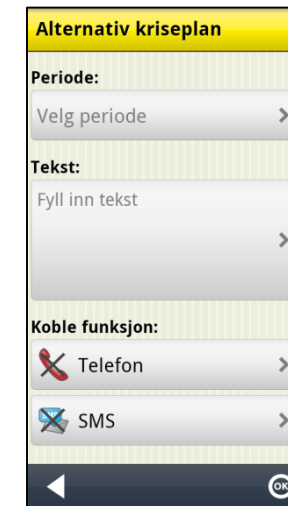 Alternativ kriseplan
Periode:
Velg periode
Tekst:
Fyll inn tekst
Koble funksjon:
Telefon
SMS
OK